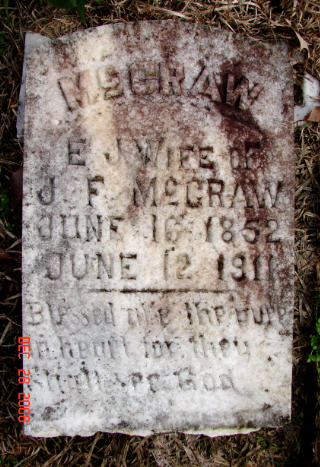 McGRAW
E. J. WIFE OF
J. F. McGRAW
JUNE 16 1852
JUNE 12 1911
Blessed are the pure
in heart for they
shall see God
DEC 28 2008